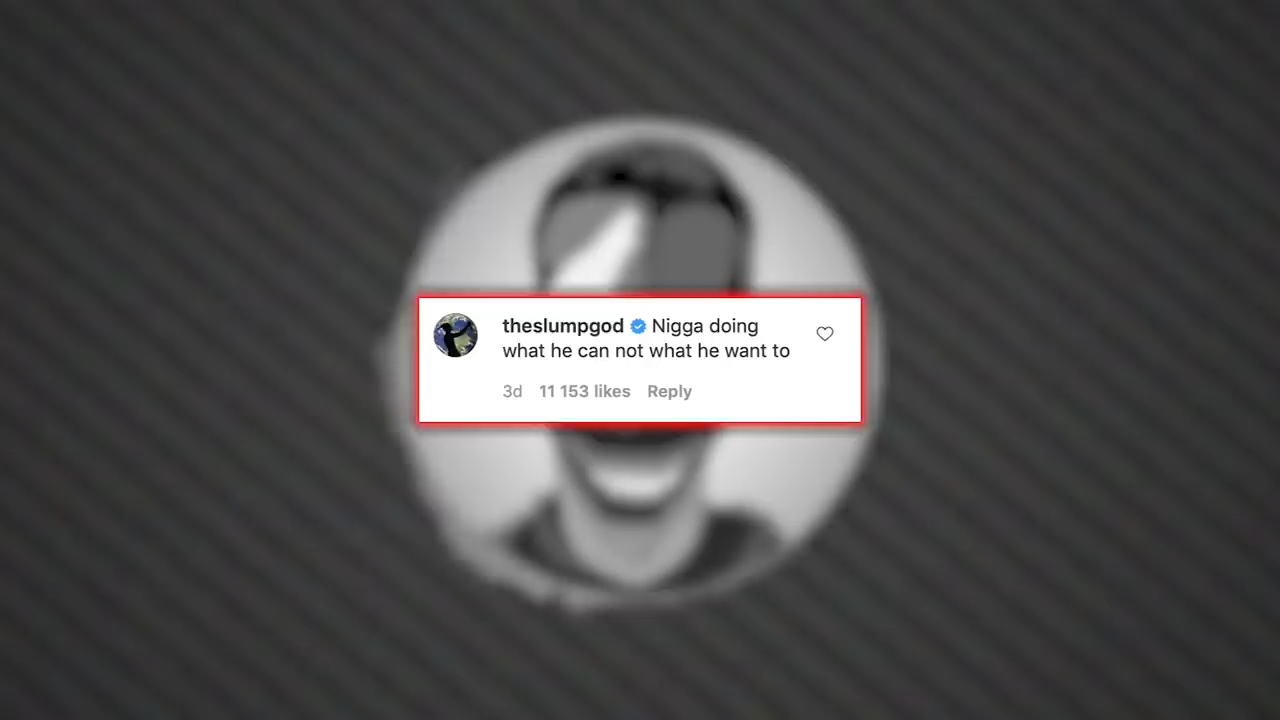 theslumpgod Nigga doing
what he can not what he want to
3d 11 153 likes Reply